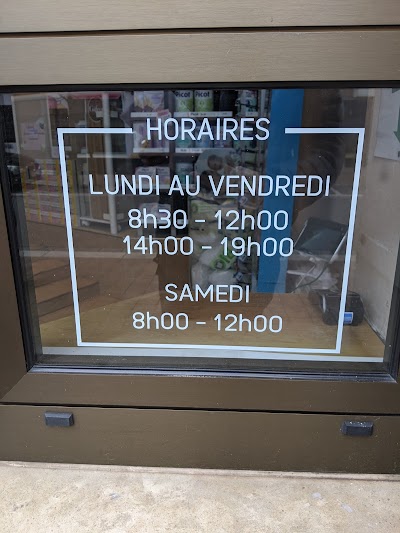 HORAIRES
LUNDI AU VENDREDI
8h30 - 12h00
14h00 - 19h00
SAMEDI
8h00 - 12h00